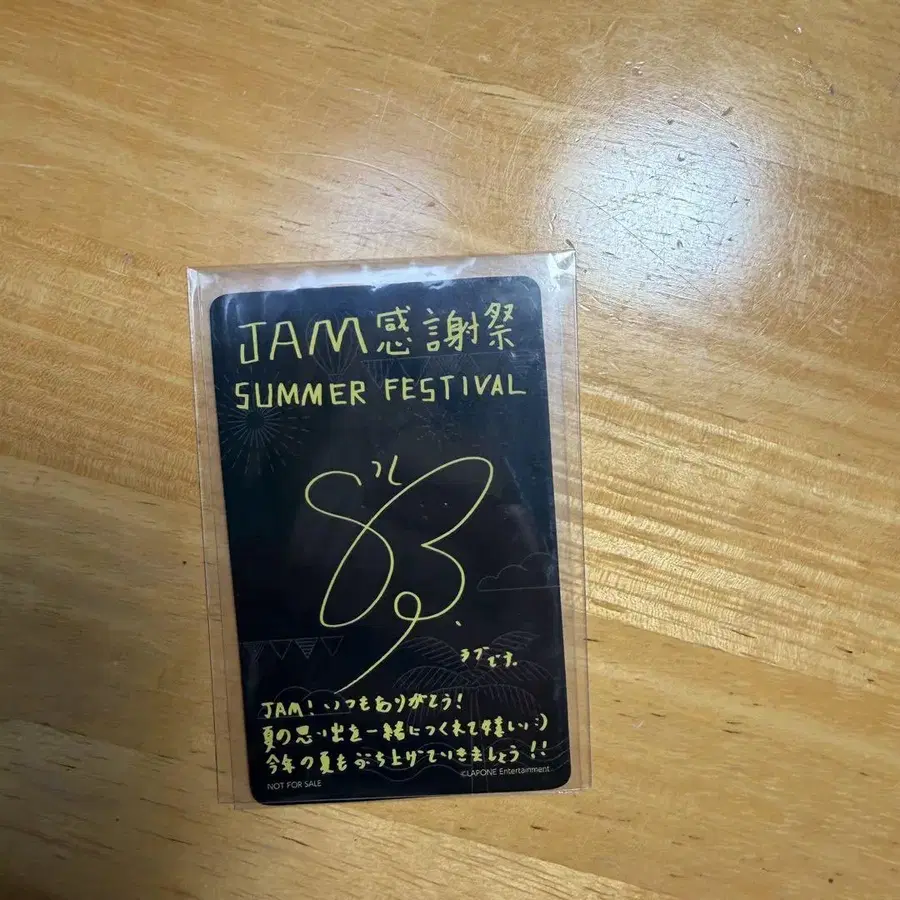 JAM感謝祭
SUMMER FESTIVAL
ラブです。
JAM! いつもありがとう!
夏の思い出を一緒につくれて嬉しい:)
今年の夏もぶち上げていきましょう!!
©LAPONE Entertainment
NOT FOR SALE